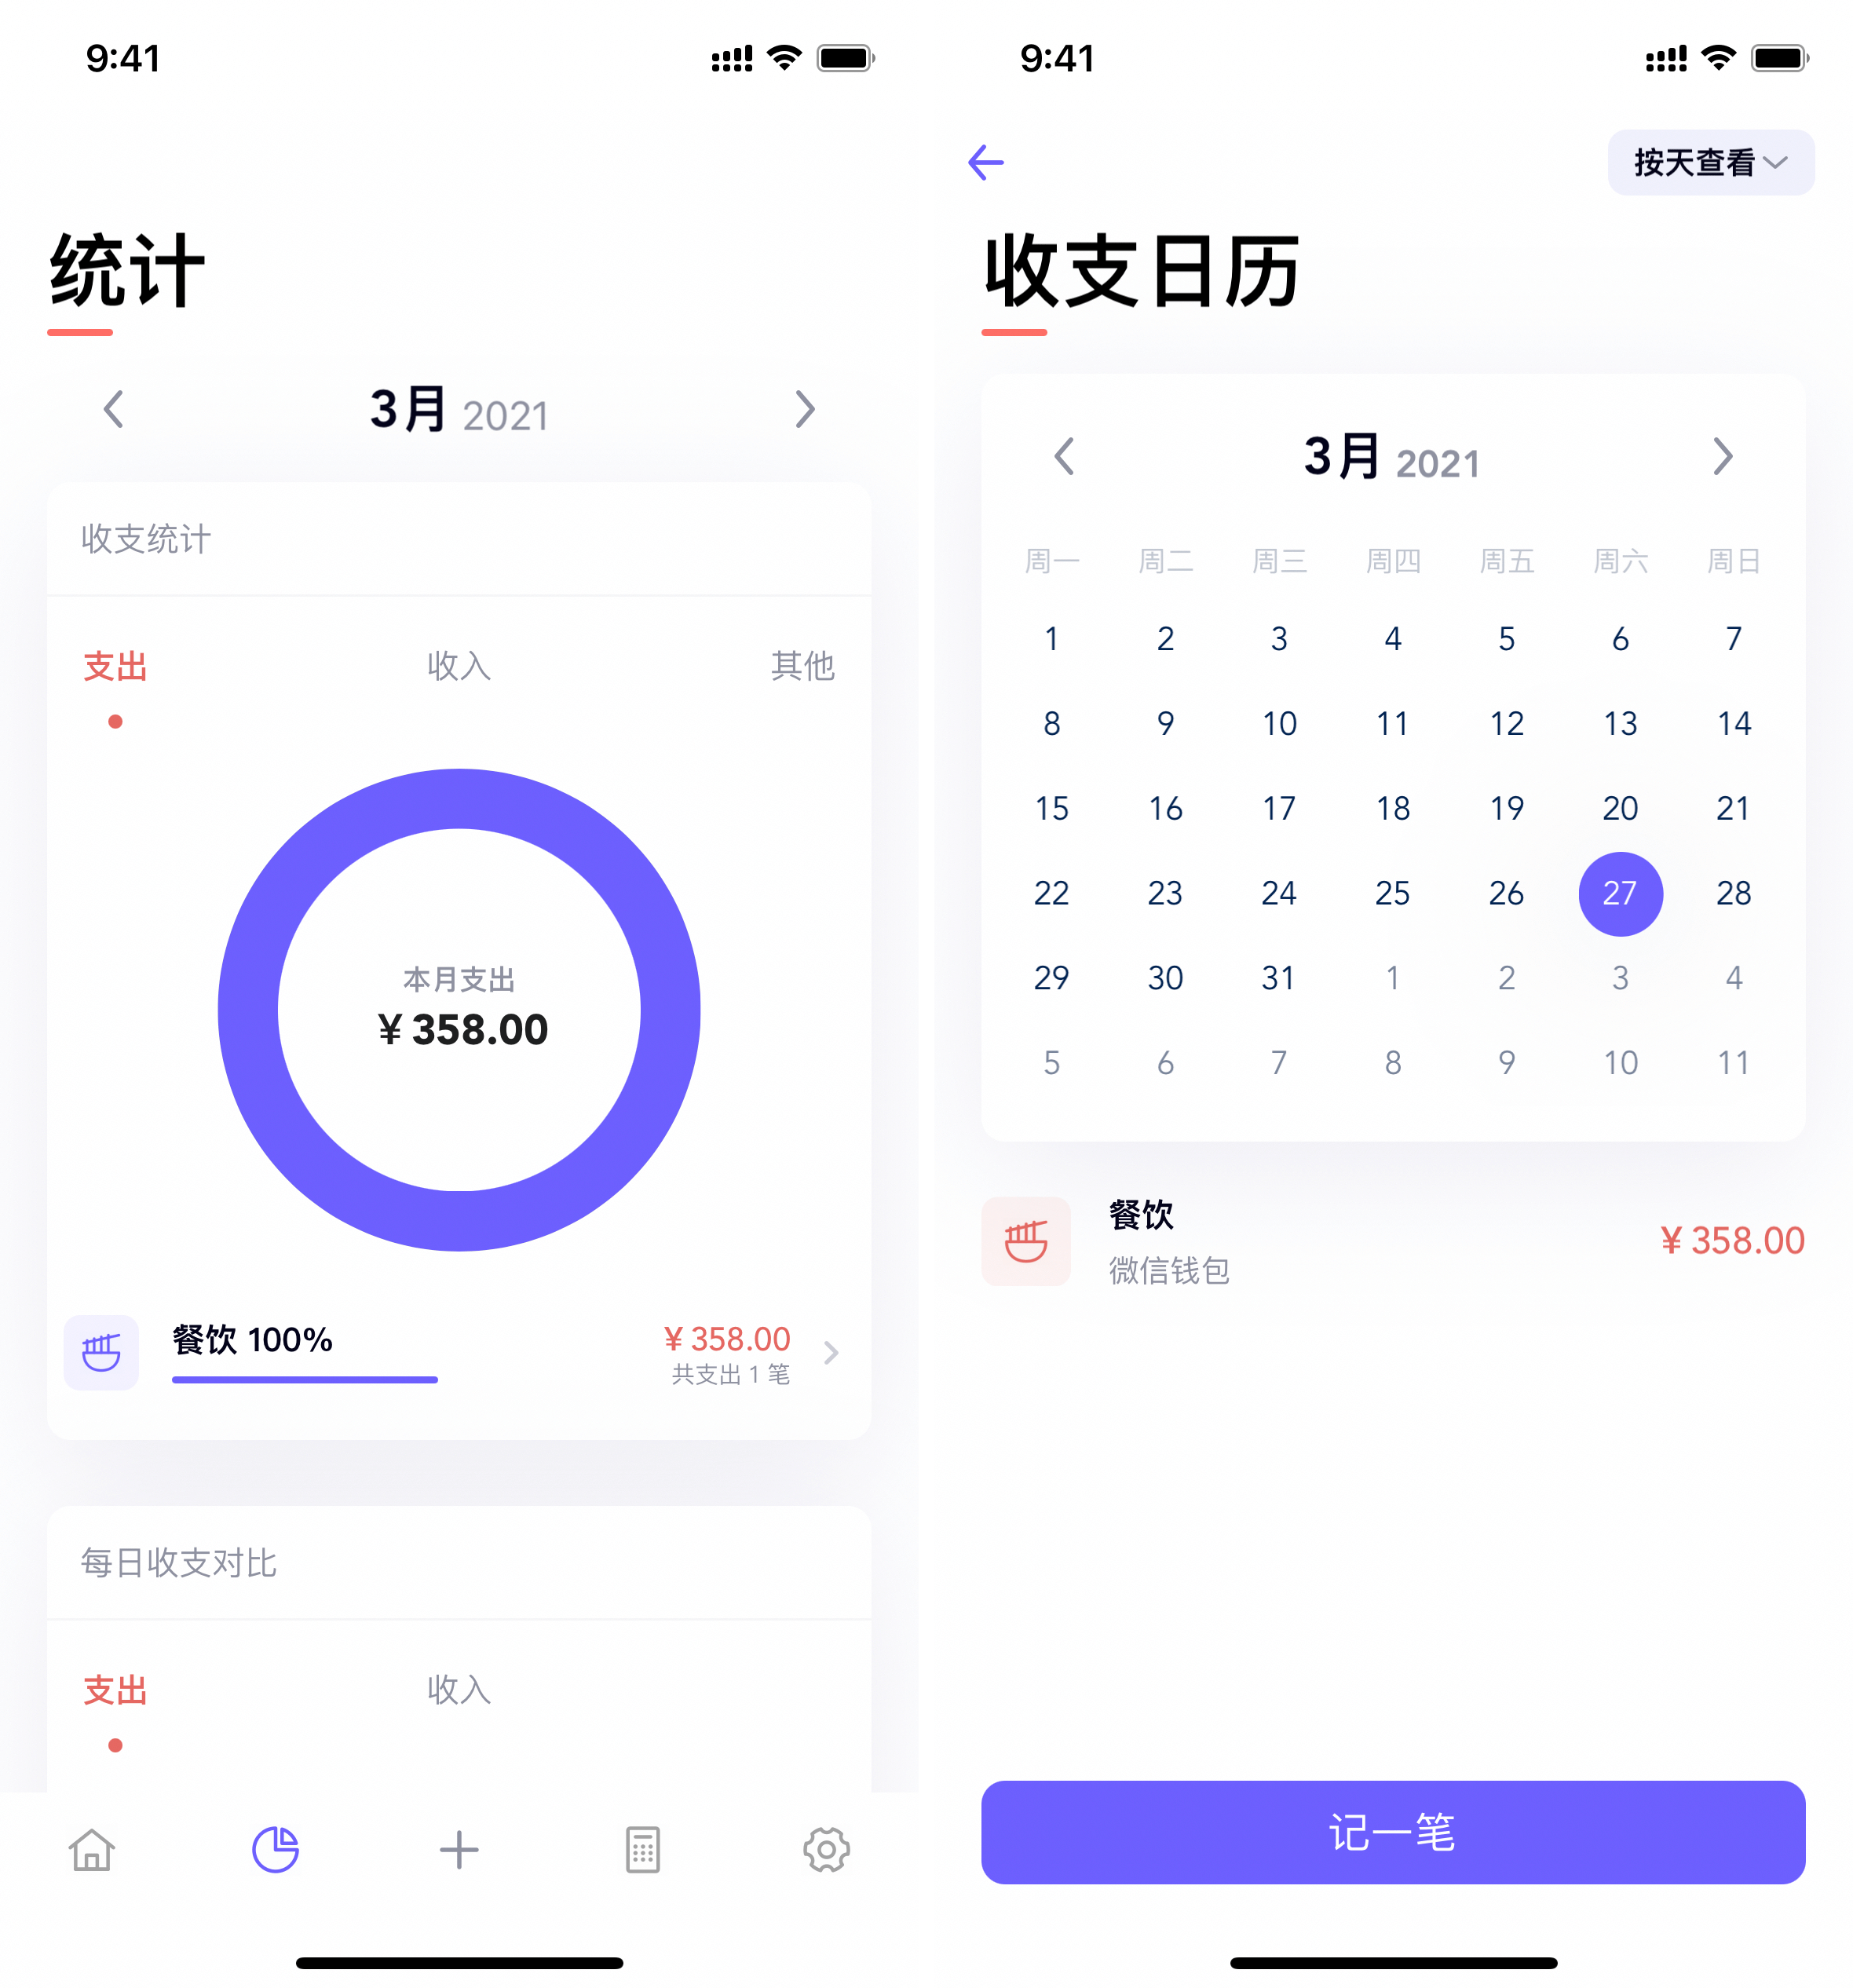 9:41
统计
3月 2021
收支统计
支出 收入 其他
本月支出
¥ 358.00
餐饮 100%
¥ 358.00
共支出 1 笔
每日收支对比
支出 收入
9:41
按天查看
收支日历
3月 2021
周一 周二 周三 周四 周五 周六 周日
1 2 3 4 5 6 7
8 9 10 11 12 13 14
15 16 17 18 19 20 21
22 23 24 25 26 27 28
29 30 31 1 2 3 4
5 6 7 8 9 10 11
餐饮
微信钱包
¥ 358.00
记一笔